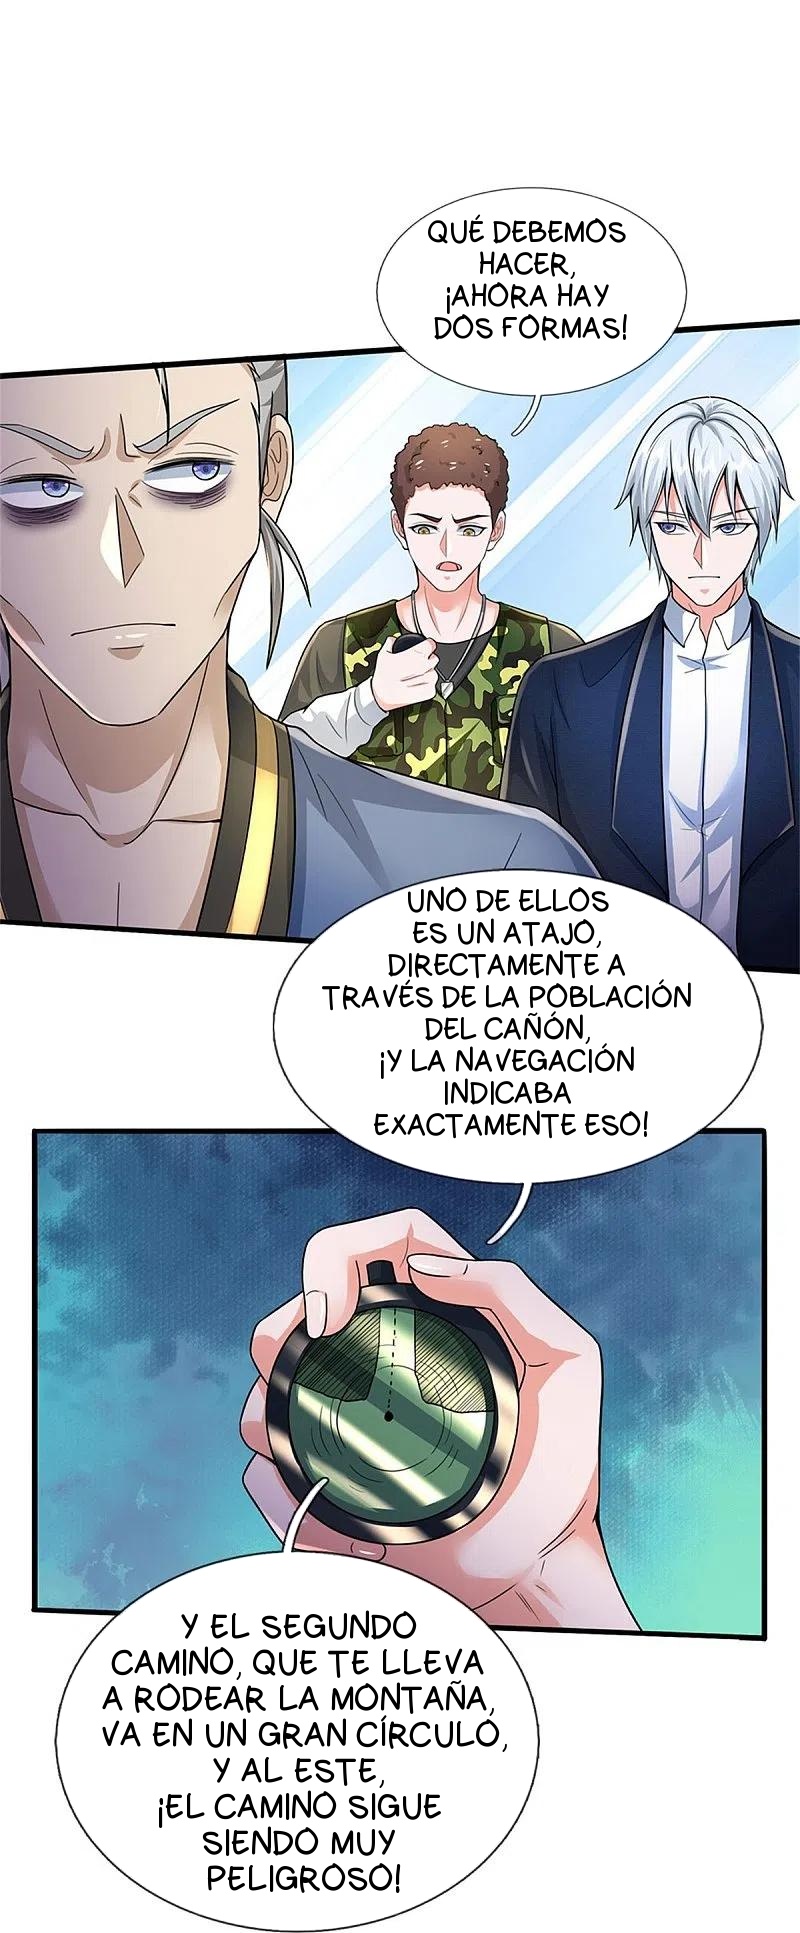 QUÉ DEBEMOS
HACER,
¡AHORA HAY
DOS FORMAS!
UNO DE ELLOS
ES UN ATAJO,
DIRECTAMENTE A
TRAVÉS DE LA POBLACIÓN
DEL CAÑÓN,
¡Y LA NAVEGACIÓN
INDICABA
EXACTAMENTE ESO!
Y EL SEGUNDO
CAMINO, QUE TE LLEVA
A RODEAR LA MONTAÑA,
VA EN UN GRAN CÍRCULO,
Y AL ESTE,
¡EL CAMINO SIGUE
SIENDO MUY
PELIGROSO!